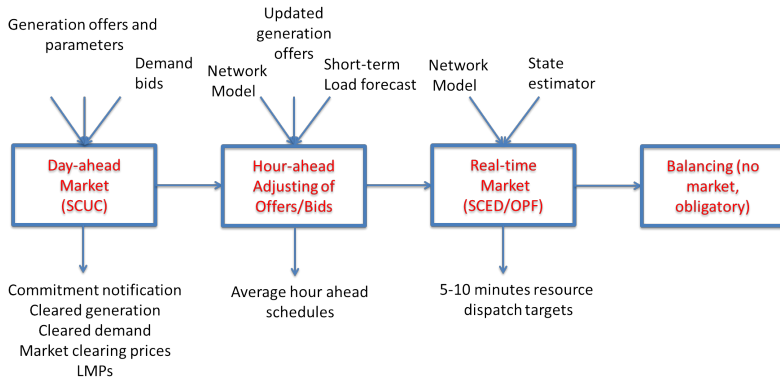 Generation offers and
parameters
Demand
bids
Network
Model
Updated
generation
offers
Short-term
Load forecast
Network
Model
State
estimator
Day-ahead
Market
(SCUC)
Hour-ahead
Adjusting of
Offers/Bids
Real-time
Market
(SCED/OPF)
Balancing (no
market,
obligatory)
Commitment notification
Cleared generation
Cleared demand
Market clearing prices
LMPs
Average hour ahead
schedules
5-10 minutes resource
dispatch targets